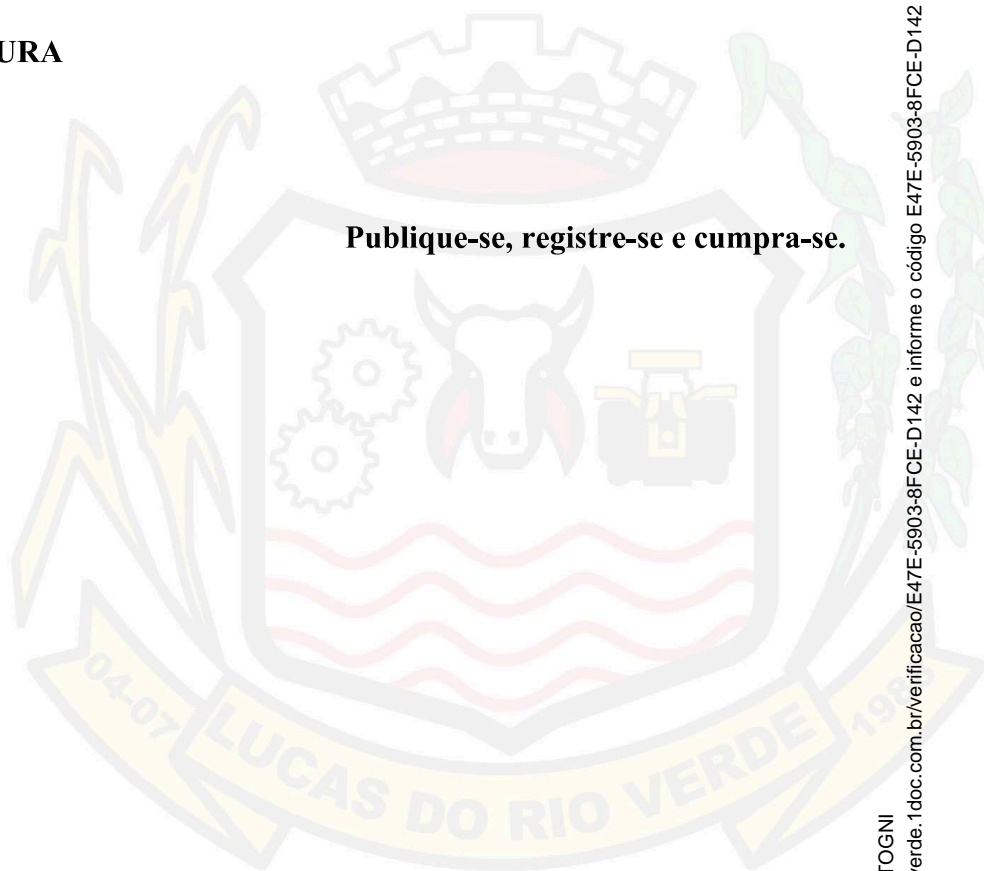 URA
Publique-se, registre-se e cumpra-se.
04-07
LUCAS DO RIO VERDE
TOGNI
verde.1doc.com.br/verificacao/E47E-5903-8FCE-D142 e informe o código E47E-5903-8FCE-D142